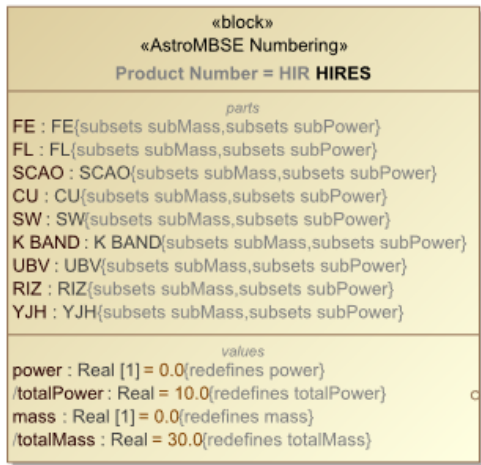 «block»
«AstroMBSE Numbering»
Product Number = HIR HIRES
parts
FE : FE{subsets subMass,subsets subPower}
FL : FL{subsets subMass,subsets subPower}
SCAO : SCAO{subsets subMass,subsets subPower}
CU : CU{subsets subMass,subsets subPower}
SW : SW{subsets subMass,subsets subPower}
K BAND : K BAND{subsets subMass,subsets subPower}
UBV : UBV{subsets subMass,subsets subPower}
RIZ : RIZ{subsets subMass,subsets subPower}
YJH : YJH{subsets subMass,subsets subPower}
values
power : Real [1] = 0.0{redefines power}
/totalPower : Real = 10.0{redefines totalPower}
mass : Real [1] = 0.0{redefines mass}
/totalMass : Real = 30.0{redefines totalMass}